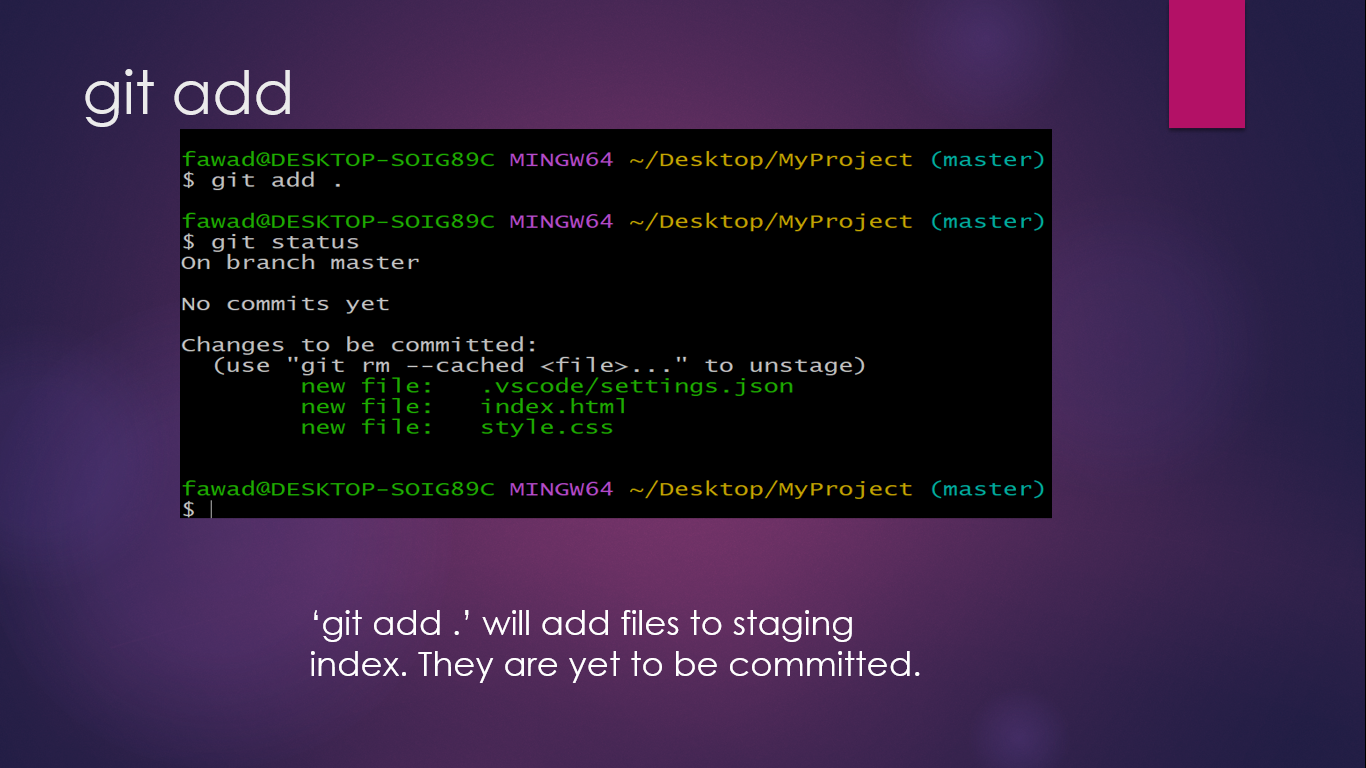 git add
fawad@DESKTOP-SOIG89C MINGW64 ~/Desktop/MyProject (master)
$ git add .
fawad@DESKTOP-SOIG89C MINGW64 ~/Desktop/MyProject (master)
$ git status
On branch master
No commits yet
Changes to be committed:
(use "git rm --cached <file>..." to unstage)
new file: .vscode/settings.json
new file: index.html
new file: style.css
fawad@DESKTOP-SOIG89C MINGW64 ~/Desktop/MyProject (master)
$
‘git add .’ will add files to staging
index. They are yet to be committed.